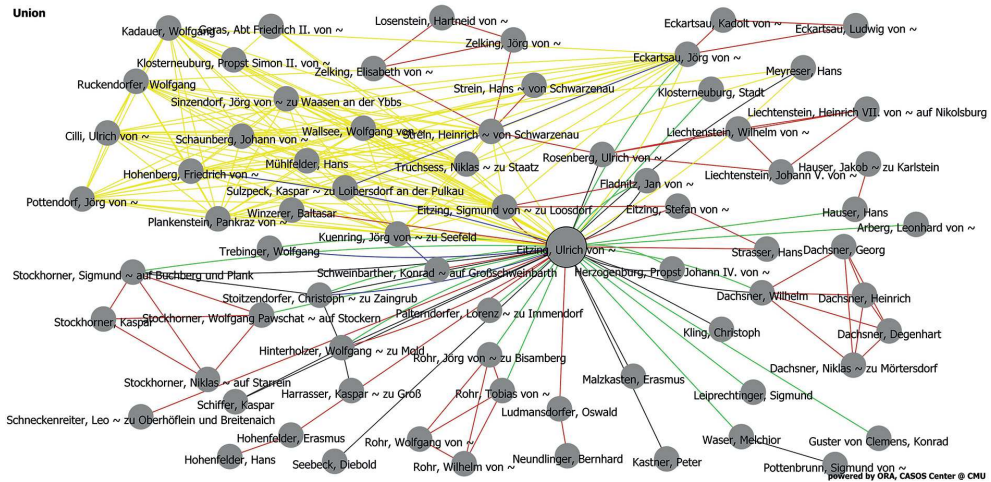 Union
Losenstein, Hartneid von ~
Eckartsau, Kadolt von ~
Kadauer, Wolfgang
Geras, Abt Friedrich II. von ~
Eckartsau, Ludwig von ~
Zelking, Jörg von ~
Klosterneuburg, Propst Simon II. von ~
Eckartsau, Jörg von ~
Zelking, Elisabeth von ~
Meyreser, Hans
Ruckendorfer, Wolfgang
Strein, Hans ~ von Schwarzenau
Klosterneuburg, Stadt
Sinzendorf, Jörg von ~ zu Waasen an der Ybbs
Liechtenstein, Heinrich VII. von ~ auf Nikolsburg
Cilli, Ulrich von ~
Schaunberg, Johann von ~
Wallsee, Wolfgang von ~
Strein, Heinrich ~ von Schwarzenau
Liechtenstein, Wilhelm von ~
Mühlfelder, Hans
Truchsess, Niklas ~ zu Staatz
Rosenberg, Ulrich von ~
Hohenberg, Friedrich von ~
Liechtenstein, Johann V. von ~
Hauser, Jakob ~ zu Karlstein
Sulzpeck, Kaspar ~ zu Loibersdorf an der Pulkau
Fladnitz, Jan von ~
Pottendorf, Jörg von ~
Plankenstein, Pankraz von ~
Winzerer, Baltasar
Eitzing, Sigmund von ~ zu Loosdorf
Eitzing, Stefan von ~
Hauser, Hans
Arberg, Leonhard von ~
Kuenring, Jörg von ~ zu Seefeld
Trebinger, Wolfgang
Eitzing, Ulrich von ~
Strasser, Hans
Dachsner, Georg
Stockhorner, Sigmund ~ auf Buchberg und Plank
Schweinbarther, Konrad ~ auf Großschweinbarth
Herzogenburg, Propst Johann IV. von ~
Stoitzendorfer, Christoph ~ zu Zaingrub
Dachsner, Wilhelm
Dachsner, Heinrich
Stockhorner, Kaspar
Stockhorner, Wolfgang Pawschat ~ auf Stockern
Palterndorfer, Lorenz ~ zu Immendorf
Kling, Christoph
Dachsner, Degenhart
Hinterholzer, Wolfgang ~ zu Mold
Rohr, Jörg von ~ zu Bisamberg
Dachsner, Niklas ~ zu Mörtersdorf
Stockhorner, Niklas ~ auf Starrein
Malzkasten, Erasmus
Schiffer, Kaspar
Harrasser, Kaspar ~ zu Groß
Rohr, Tobias von ~
Leiprechtinger, Sigmund
Schneckenreiter, Leo ~ zu Oberhöflein und Breitenaich
Ludmansdorfer, Oswald
Hohenfelder, Erasmus
Rohr, Wolfgang von ~
Waser, Melchior
Guster von Clemens, Konrad
Hohenfelder, Hans
Seebeck, Diebold
Rohr, Wilhelm von ~
Neundlinger, Bernhard
Kastner, Peter
Pottenbrunn, Sigmund von ~
powered by ORA, CASOS Center @ CMU